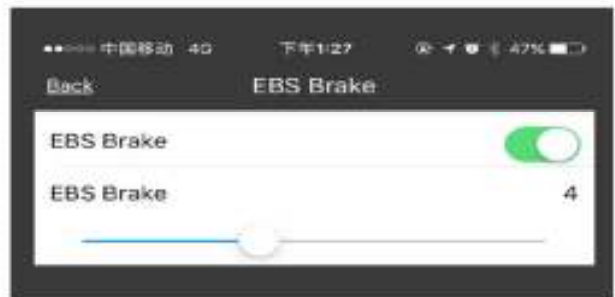 中国移动 4G 下午1:27 47%
Back EBS Brake
EBS Brake
EBS Brake 4